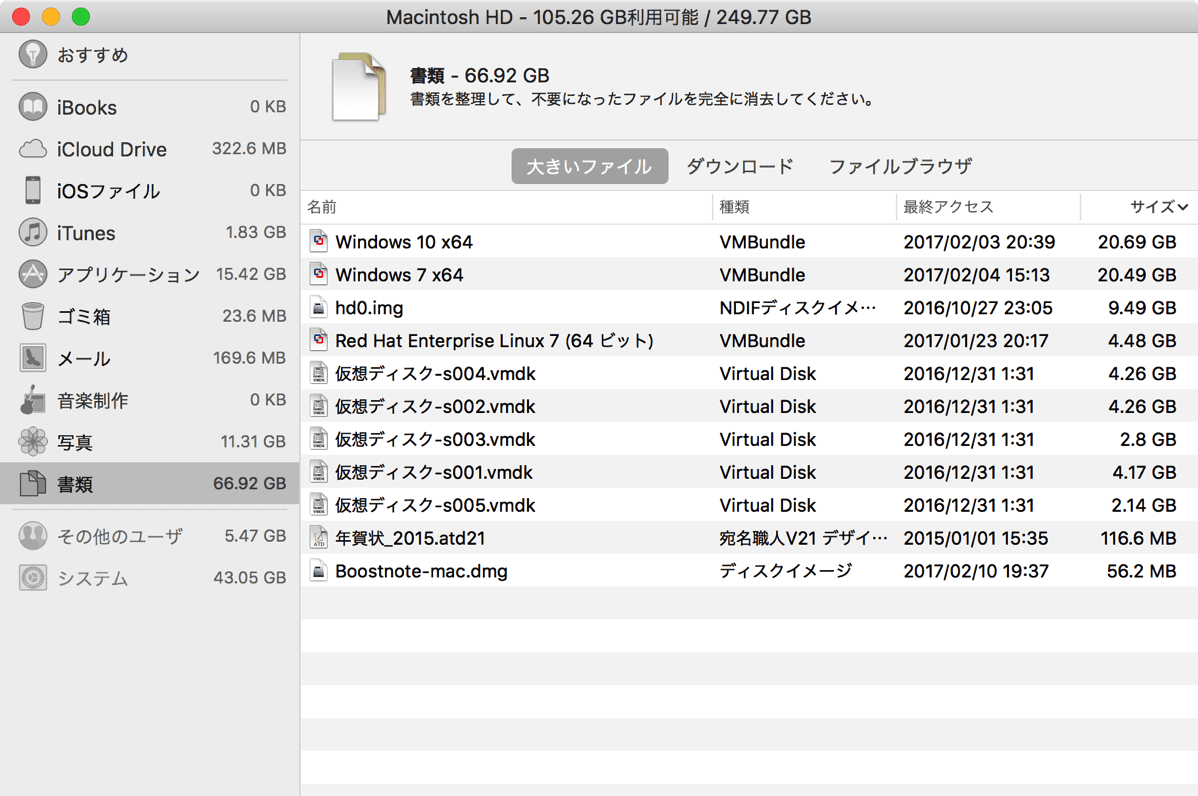 Macintosh HD - 105.26 GB利用可能 / 249.77 GB
おすすめ
iBooks 0 KB
iCloud Drive 322.6 MB
iOSファイル 0 KB
iTunes 1.83 GB
アプリケーション 15.42 GB
ゴミ箱 23.6 MB
メール 169.6 MB
音楽制作 0 KB
写真 11.31 GB
書類 66.92 GB
その他のユーザ 5.47 GB
システム 43.05 GB
書類 - 66.92 GB
書類を整理して、不要になったファイルを完全に消去してください。
大きいファイル ダウンロード ファイルブラウザ
名前 種類 最終アクセス サイズ
Windows 10 x64 VMBundle 2017/02/03 20:39 20.69 GB
Windows 7 x64 VMBundle 2017/02/04 15:13 20.49 GB
hd0.img NDIFディスクイメ… 2016/10/27 23:05 9.49 GB
Red Hat Enterprise Linux 7 (64 ビット) VMBundle 2017/01/23 20:17 4.48 GB
仮想ディスク-s004.vmdk Virtual Disk 2016/12/31 1:31 4.26 GB
仮想ディスク-s002.vmdk Virtual Disk 2016/12/31 1:31 4.26 GB
仮想ディスク-s003.vmdk Virtual Disk 2016/12/31 1:31 2.8 GB
仮想ディスク-s001.vmdk Virtual Disk 2016/12/31 1:31 4.17 GB
仮想ディスク-s005.vmdk Virtual Disk 2016/12/31 1:31 2.14 GB
年賀状_2015.atd21 宛名職人V21 デザイ… 2015/01/01 15:35 116.6 MB
Boostnote-mac.dmg ディスクイメージ 2017/02/10 19:37 56.2 MB